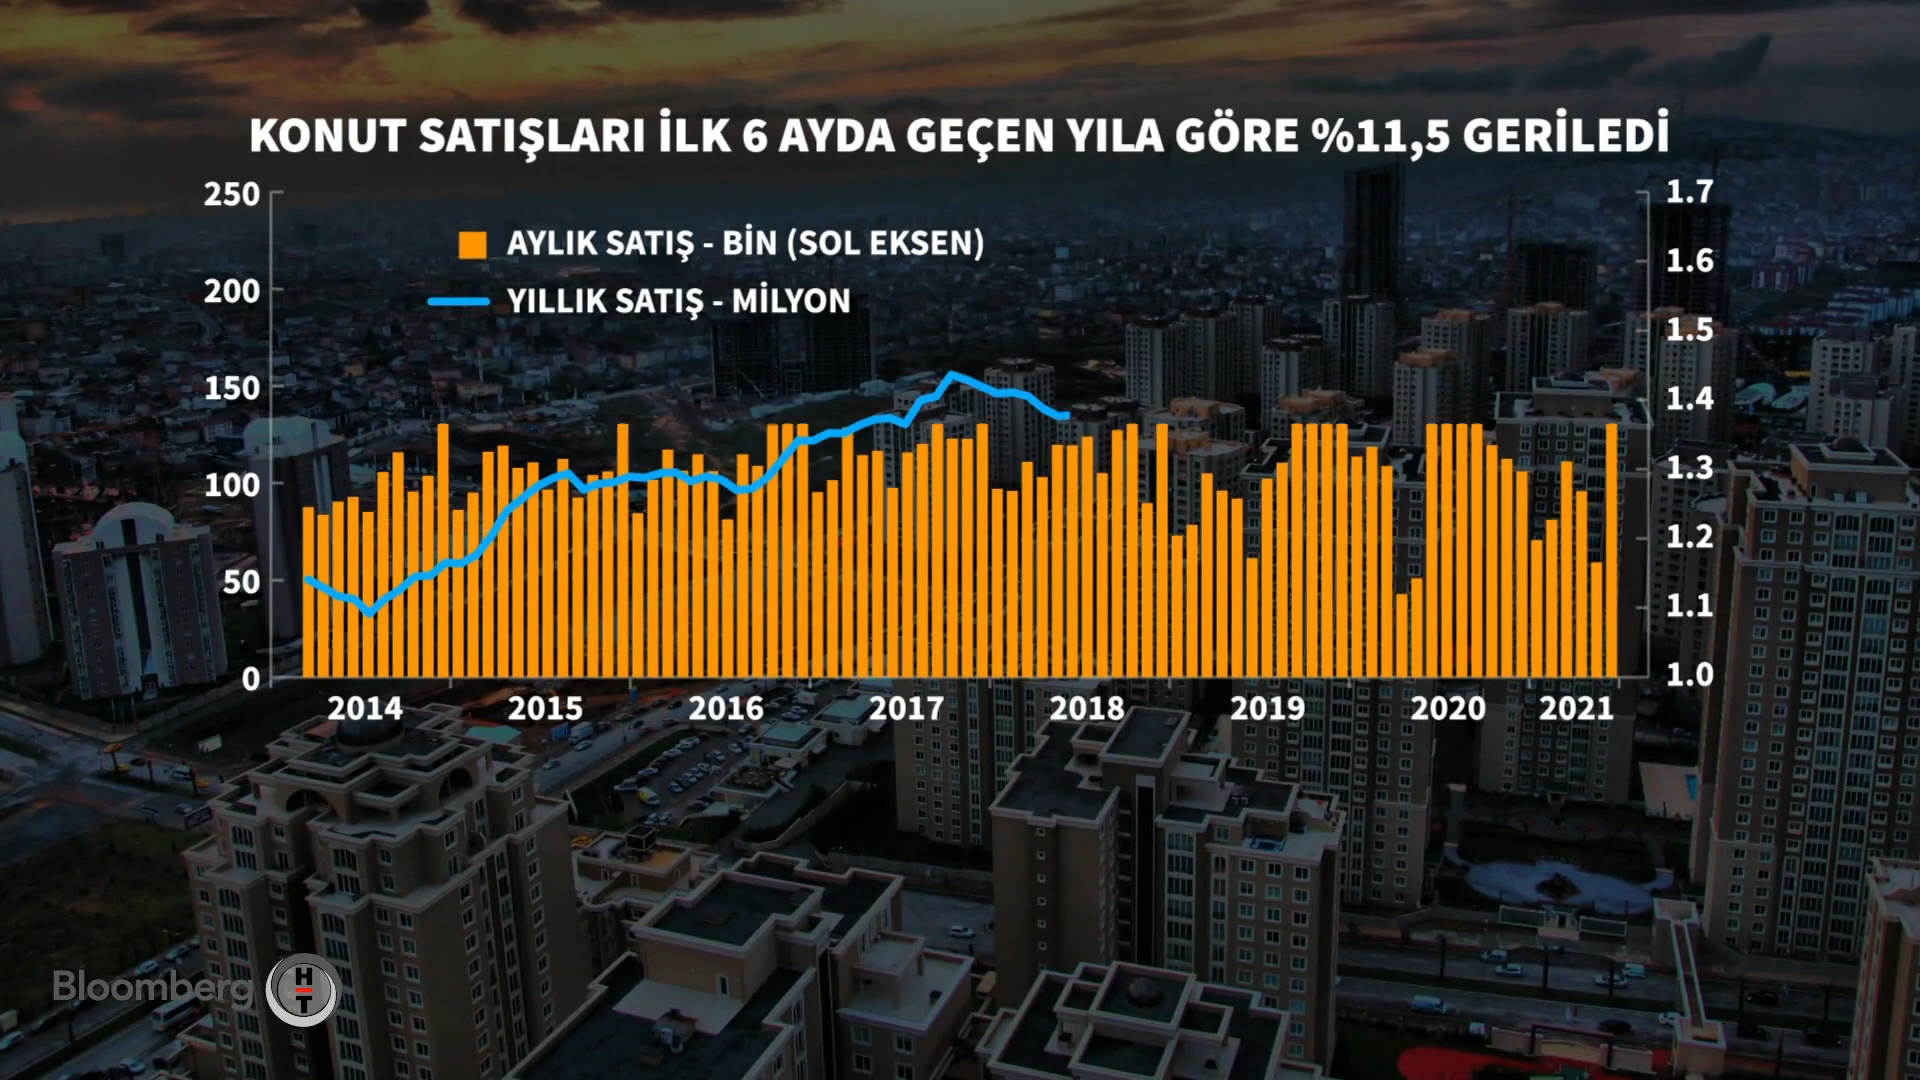 KONUT SATIŞLARI İLK 6 AYDA GEÇEN YILA GÖRE %11,5 GERİLEDİ
250
200
150
100
50
0
AYLIK SATIŞ - BİN (SOL EKSEN)
YILLIK SATIŞ - MİLYON
1.7
1.6
1.5
1.4
1.3
1.2
1.1
1.0
2014 2015 2016 2017 2018 2019 2020 2021
Bloomberg HT